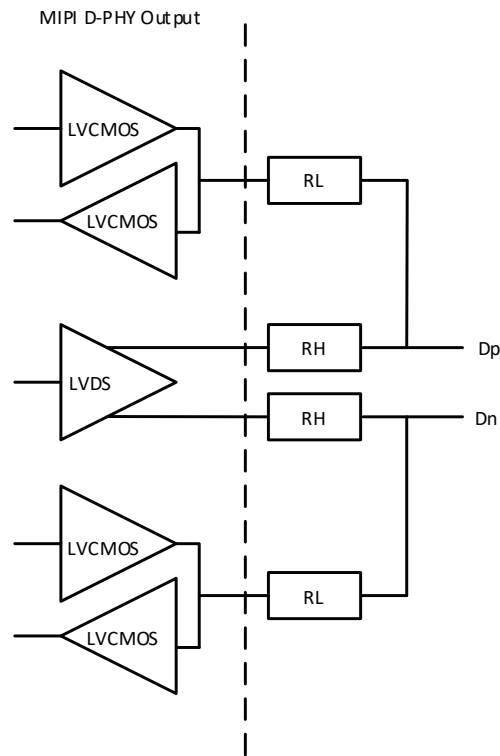 MIPI D-PHY Output
LVCMOS
RL
LVCMOS
RH
Dp
LVDS
RH
Dn
LVCMOS
RL
LVCMOS